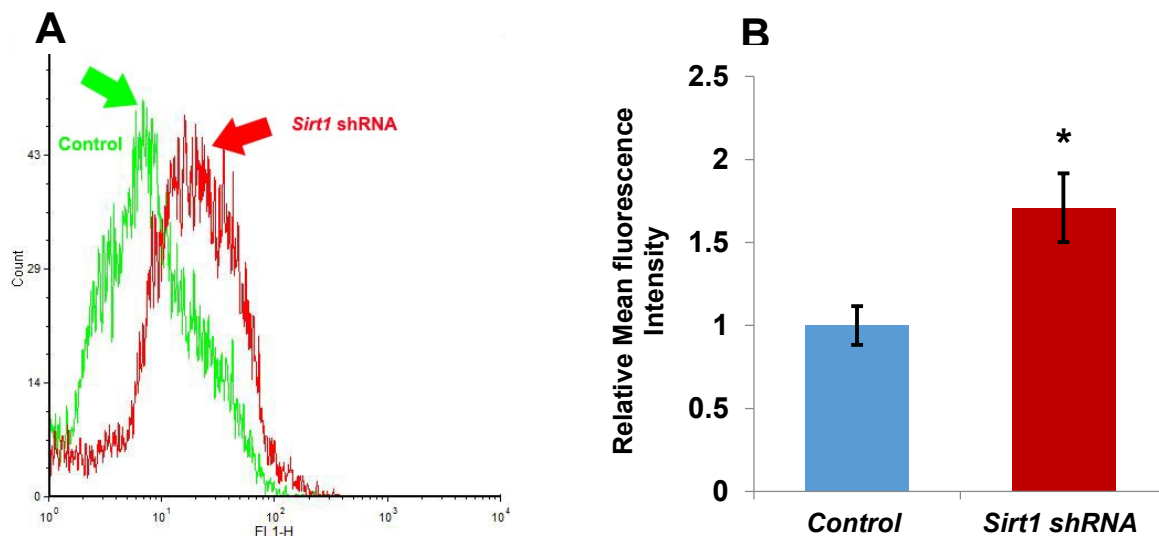 A
Control
Sirt1 shRNA
43
29
14
0
Count
10⁰ 10¹ 10² 10³ 10⁴
FL1-H
B
Relative Mean fluorescence
Intensity
2.5
2
1.5
1
0.5
0
*
Control Sirt1 shRNA